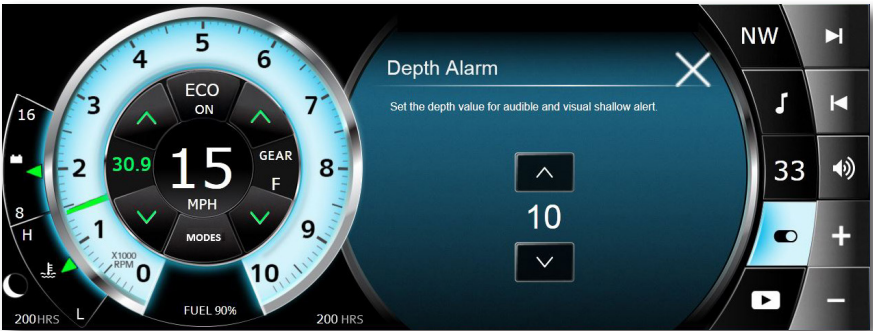 16
8
H
L
200 HRS
0
1
2
3
4
5
6
7
8
9
10
X1000
RPM
ECO
ON
30.9
15
MPH
GEAR
F
MODES
FUEL 90%
200 HRS
Depth Alarm
Set the depth value for audible and visual shallow alert.
10
NW
33